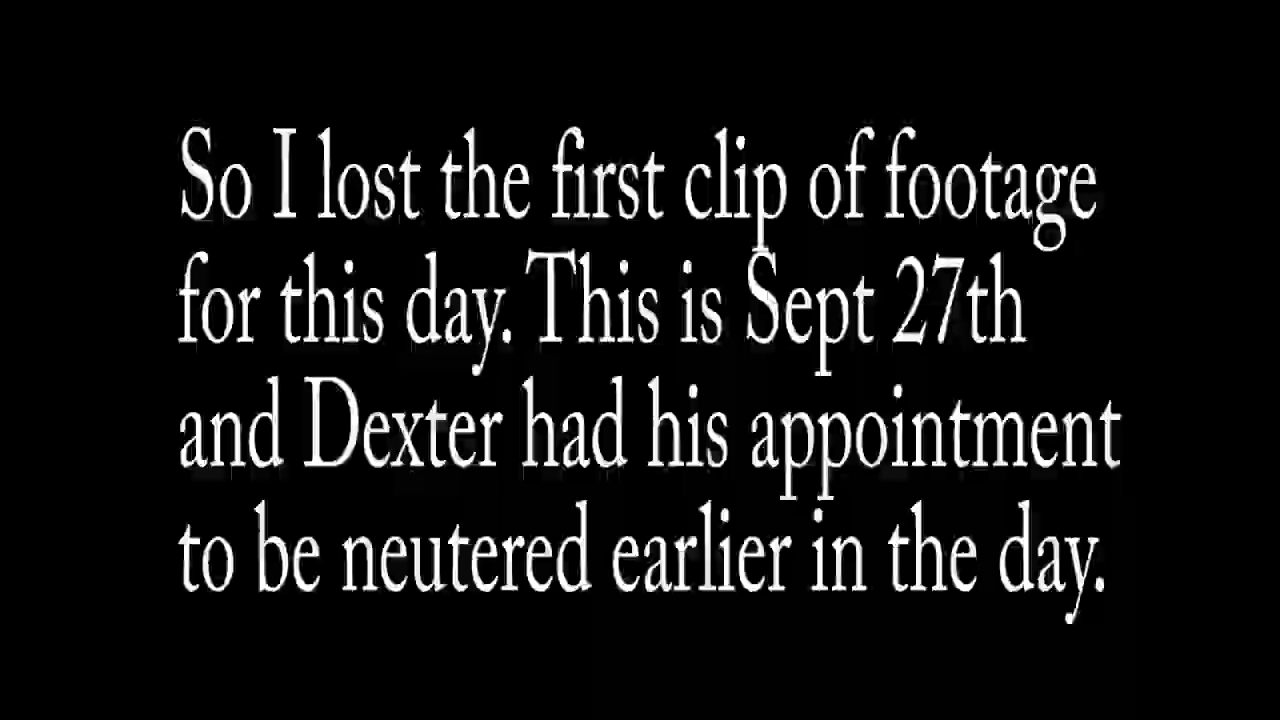 So I lost the first clip of footage
for this day. This is Sept 27th
and Dexter had his appointment
to be neutered earlier in the day.